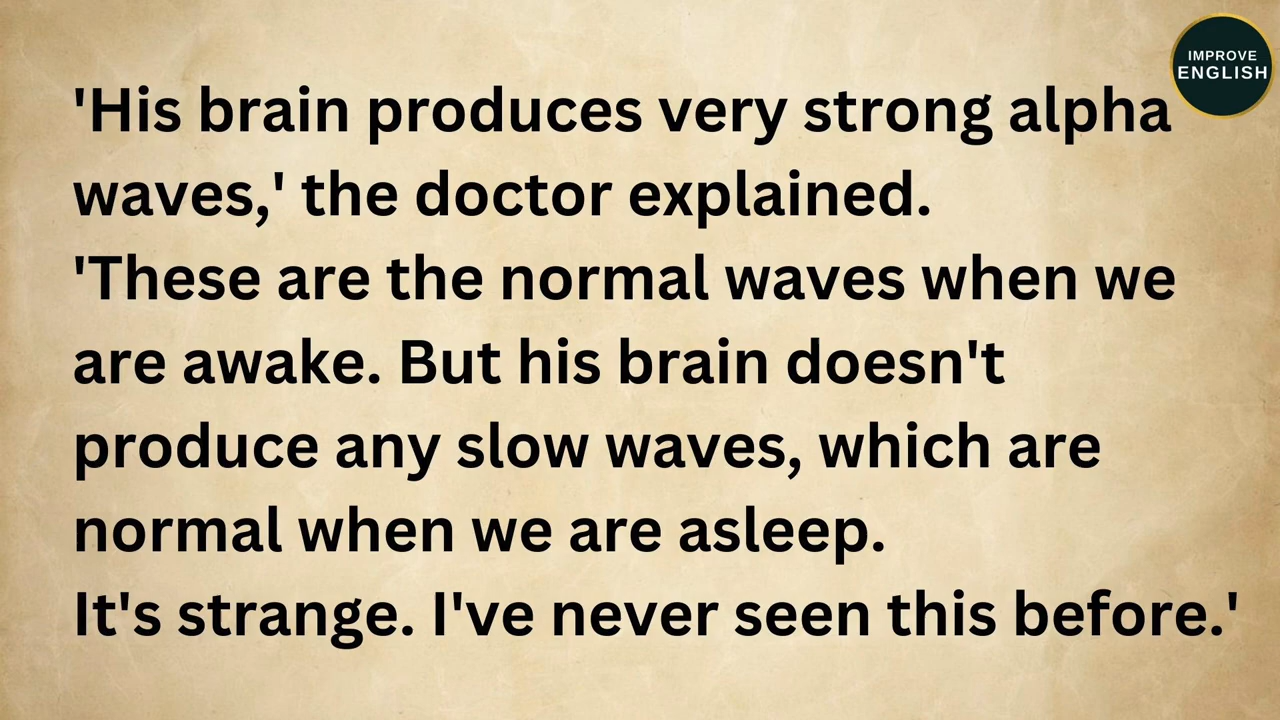 IMPROVE
ENGLISH
'His brain produces very strong alpha
waves,' the doctor explained.
'These are the normal waves when we
are awake. But his brain doesn't
produce any slow waves, which are
normal when we are asleep.
It's strange. I've never seen this before.'